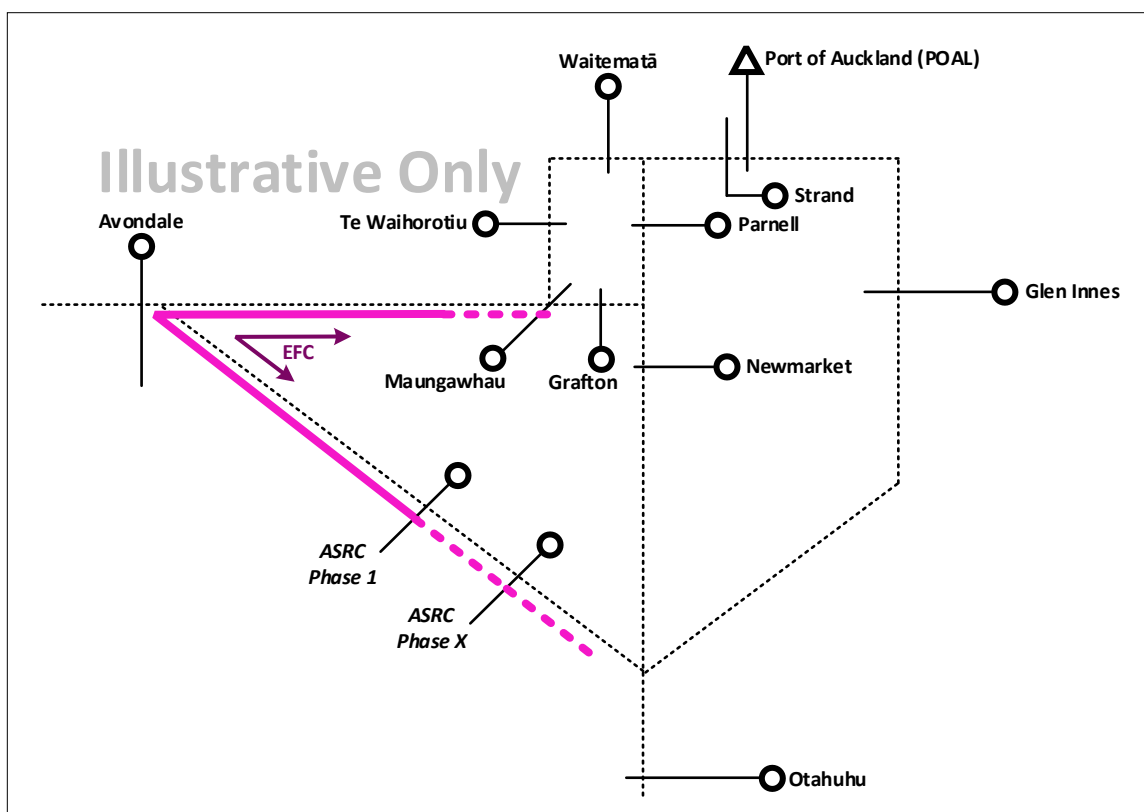 Waitematā
Port of Auckland (POAL)
Illustrative Only
Avondale
Te Waihorotiu
Strand
Parnell
Glen Innes
EFC
Maungawhau
Grafton
Newmarket
ASRC
Phase 1
ASRC
Phase X
Otahuhu